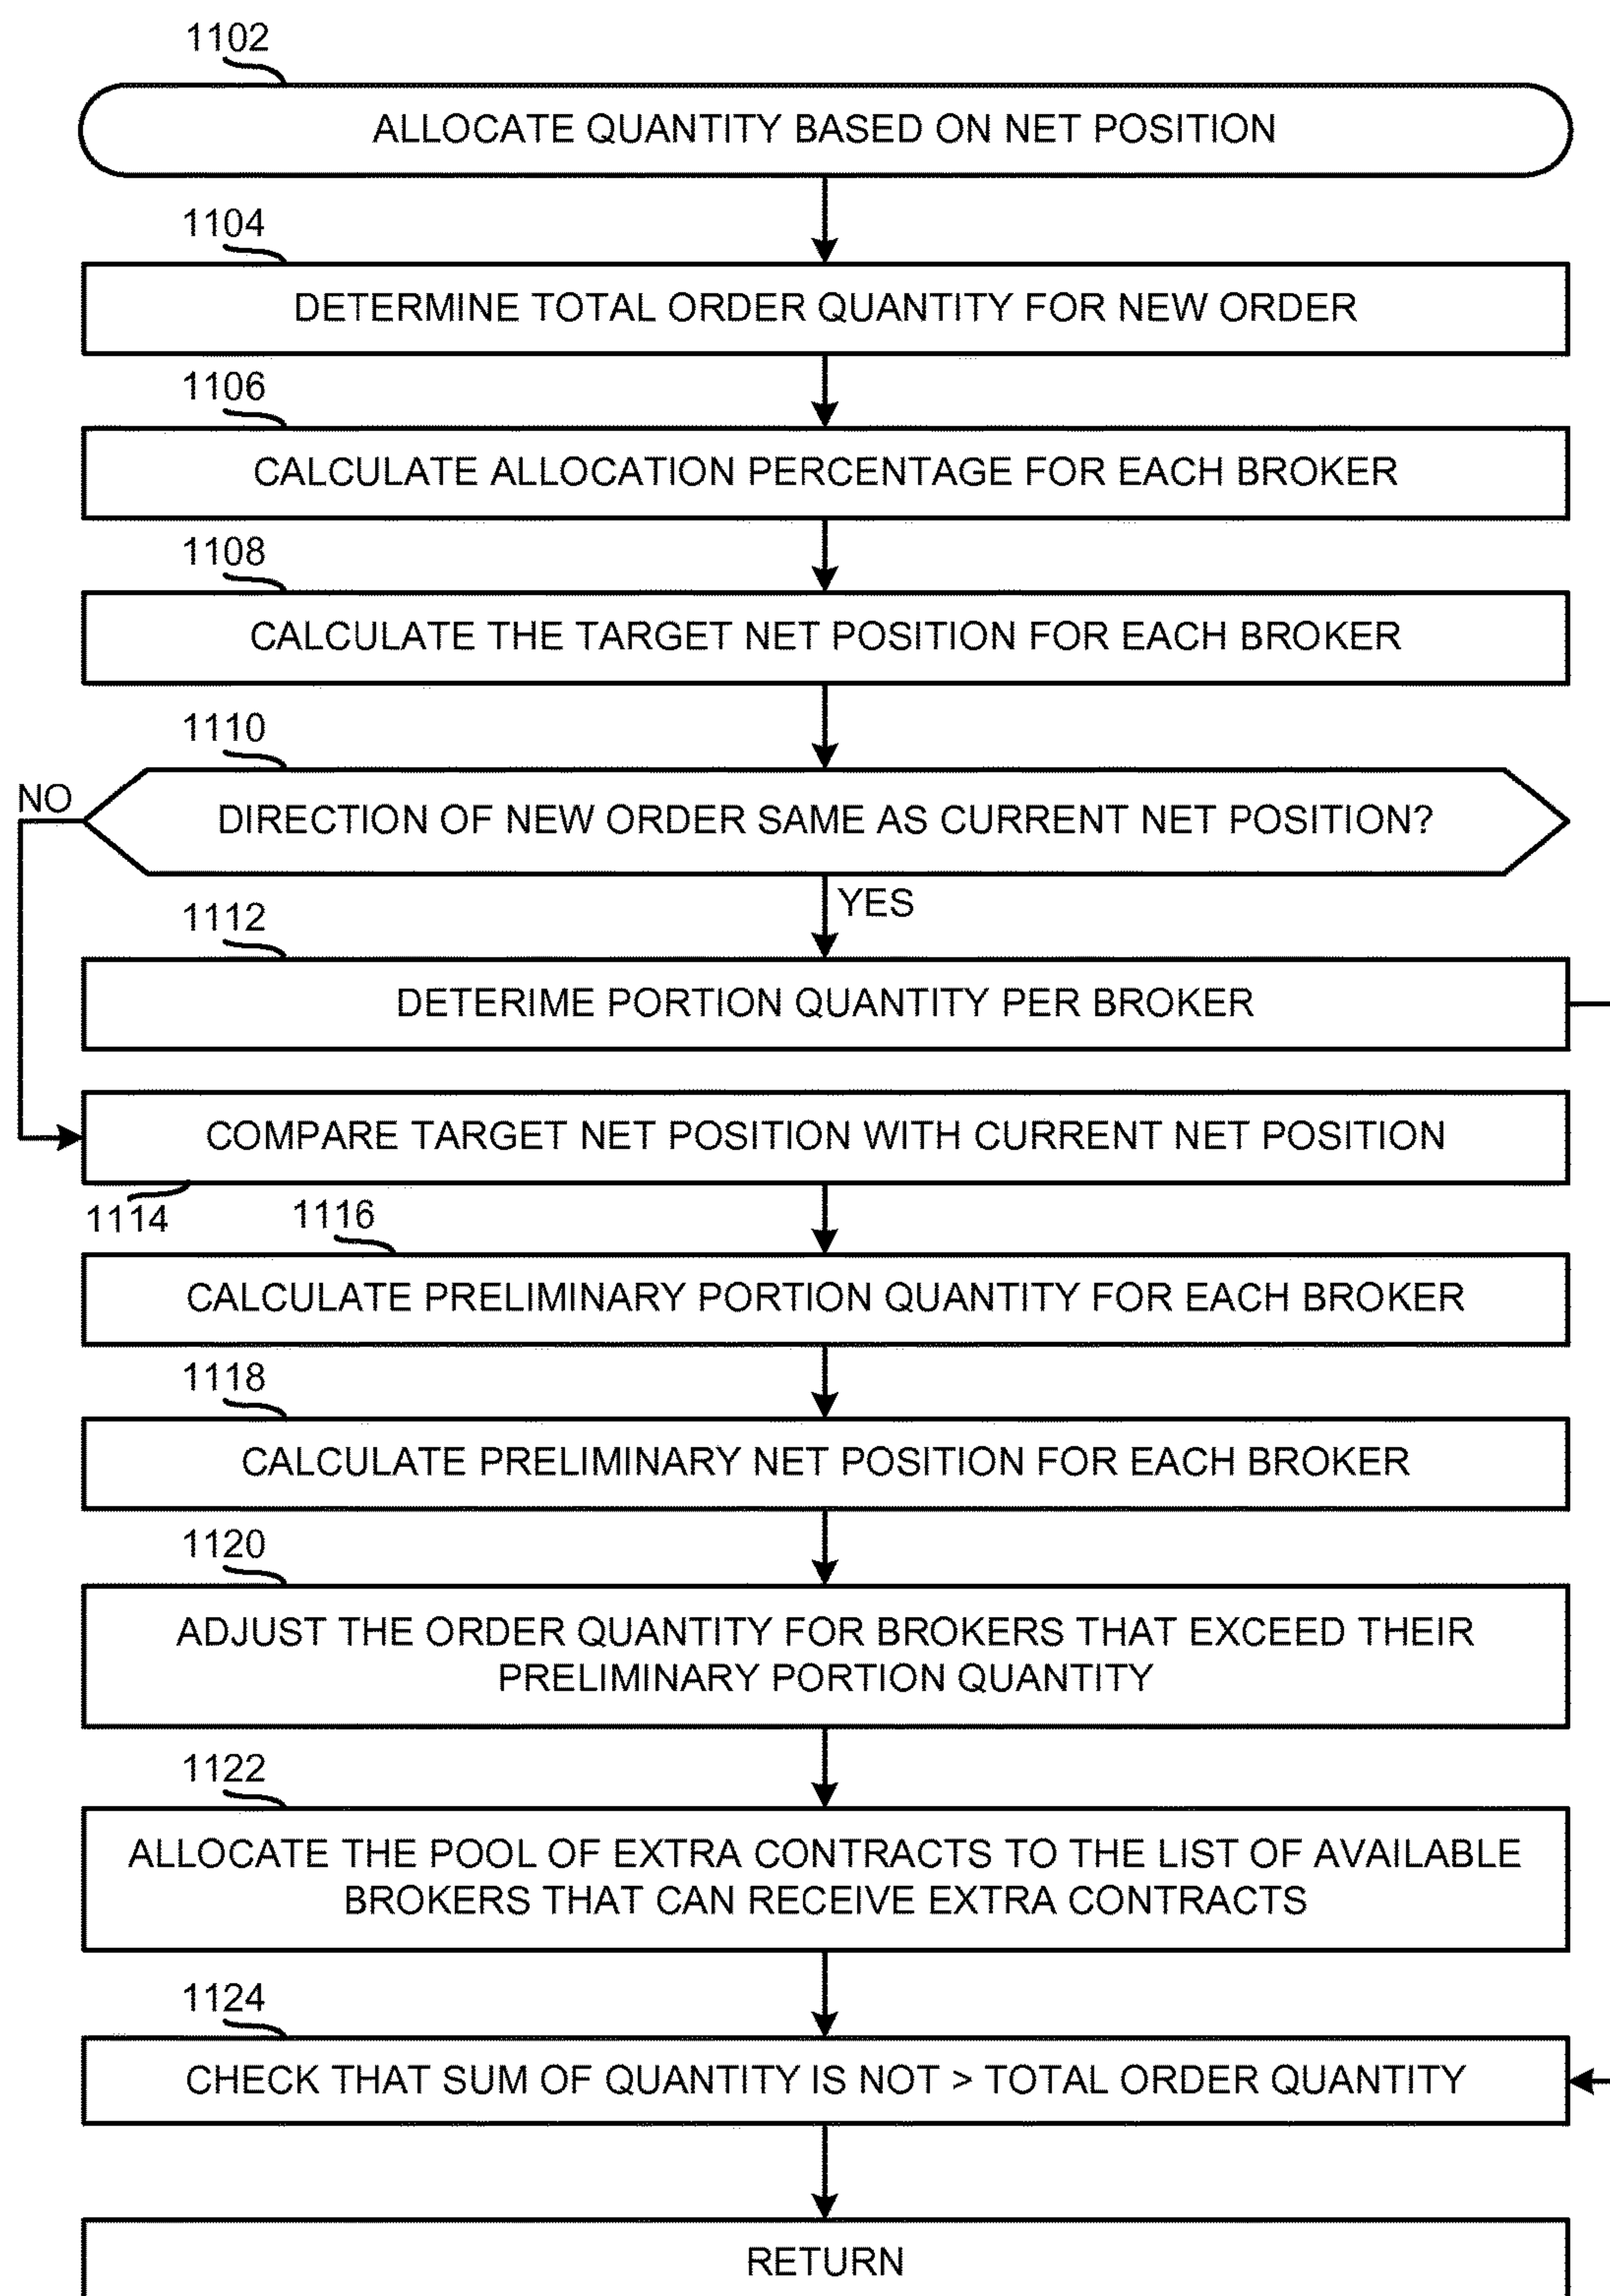 1102
ALLOCATE QUANTITY BASED ON NET POSITION
1104
DETERMINE TOTAL ORDER QUANTITY FOR NEW ORDER
1106
CALCULATE ALLOCATION PERCENTAGE FOR EACH BROKER
1108
CALCULATE THE TARGET NET POSITION FOR EACH BROKER
1110
NO
DIRECTION OF NEW ORDER SAME AS CURRENT NET POSITION?
YES
1112
DETERIME PORTION QUANTITY PER BROKER
COMPARE TARGET NET POSITION WITH CURRENT NET POSITION
1114
1116
CALCULATE PRELIMINARY PORTION QUANTITY FOR EACH BROKER
1118
CALCULATE PRELIMINARY NET POSITION FOR EACH BROKER
1120
ADJUST THE ORDER QUANTITY FOR BROKERS THAT EXCEED THEIR
PRELIMINARY PORTION QUANTITY
1122
ALLOCATE THE POOL OF EXTRA CONTRACTS TO THE LIST OF AVAILABLE
BROKERS THAT CAN RECEIVE EXTRA CONTRACTS
1124
CHECK THAT SUM OF QUANTITY IS NOT > TOTAL ORDER QUANTITY
RETURN